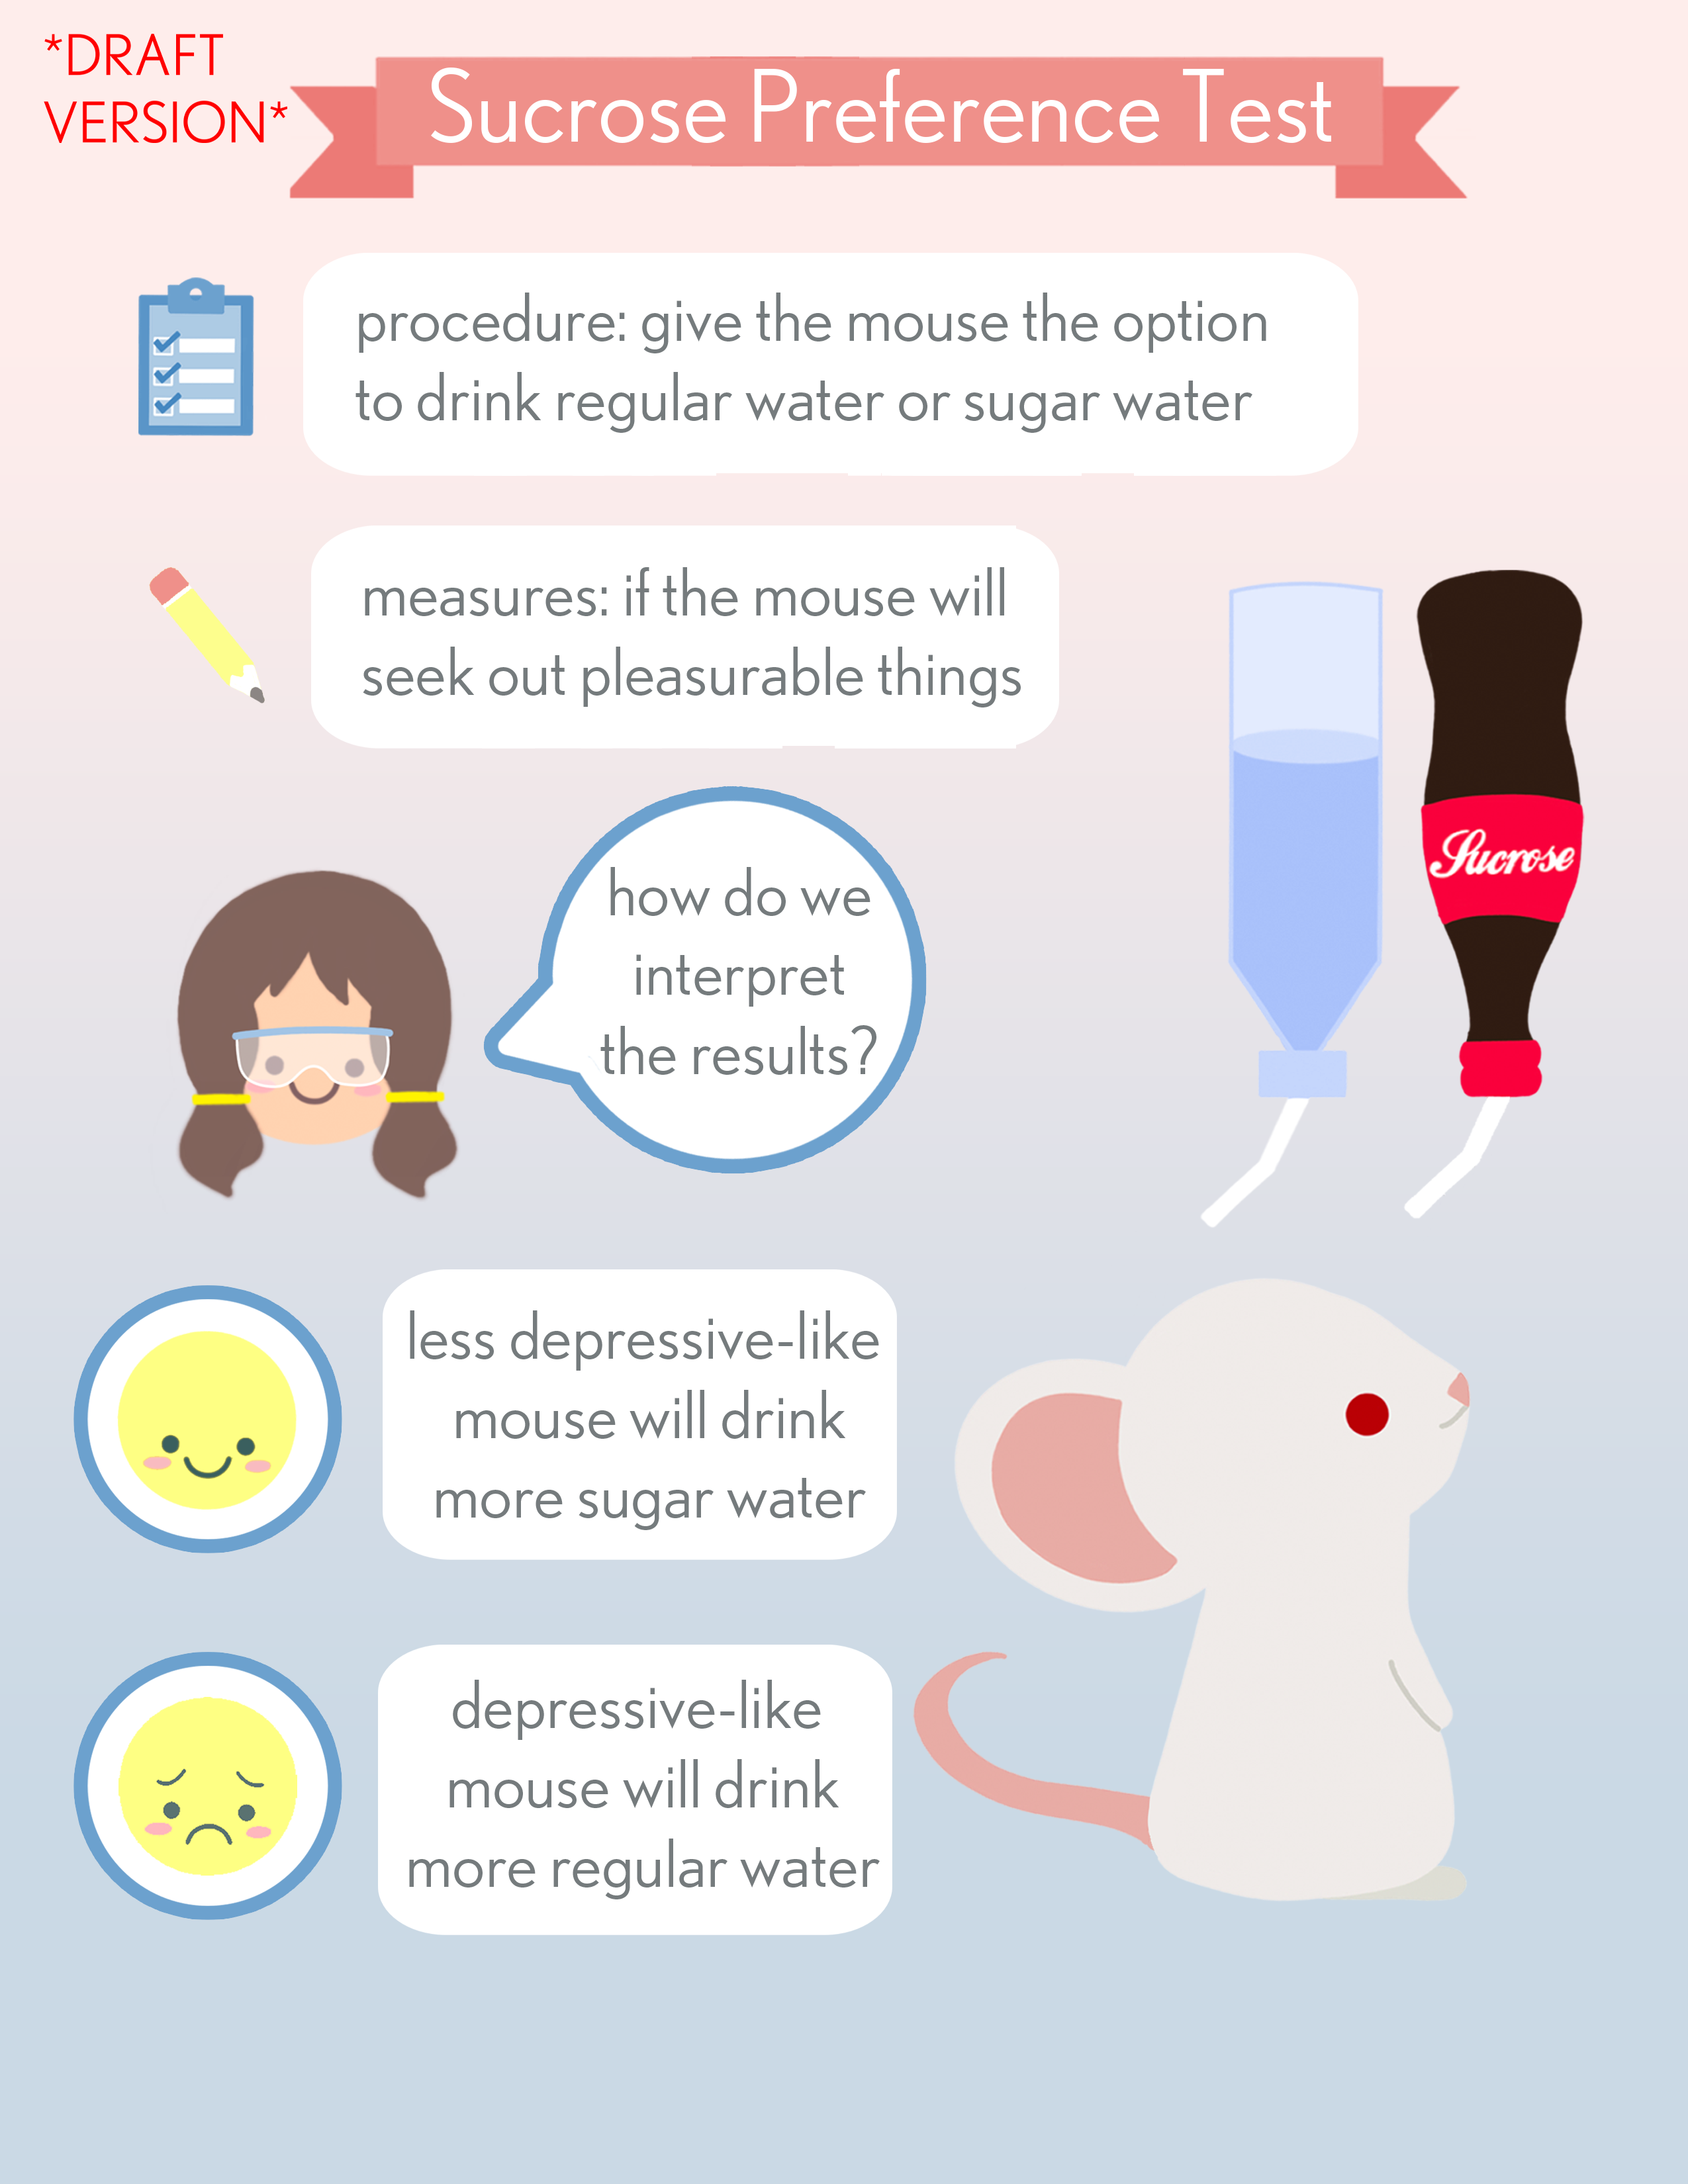 *DRAFT
VERSION*
Sucrose Preference Test
procedure: give the mouse the option
to drink regular water or sugar water
measures: if the mouse will
seek out pleasurable things
how do we
interpret
the results?
Sucrose
less depressive-like
mouse will drink
more sugar water
depressive-like
mouse will drink
more regular water